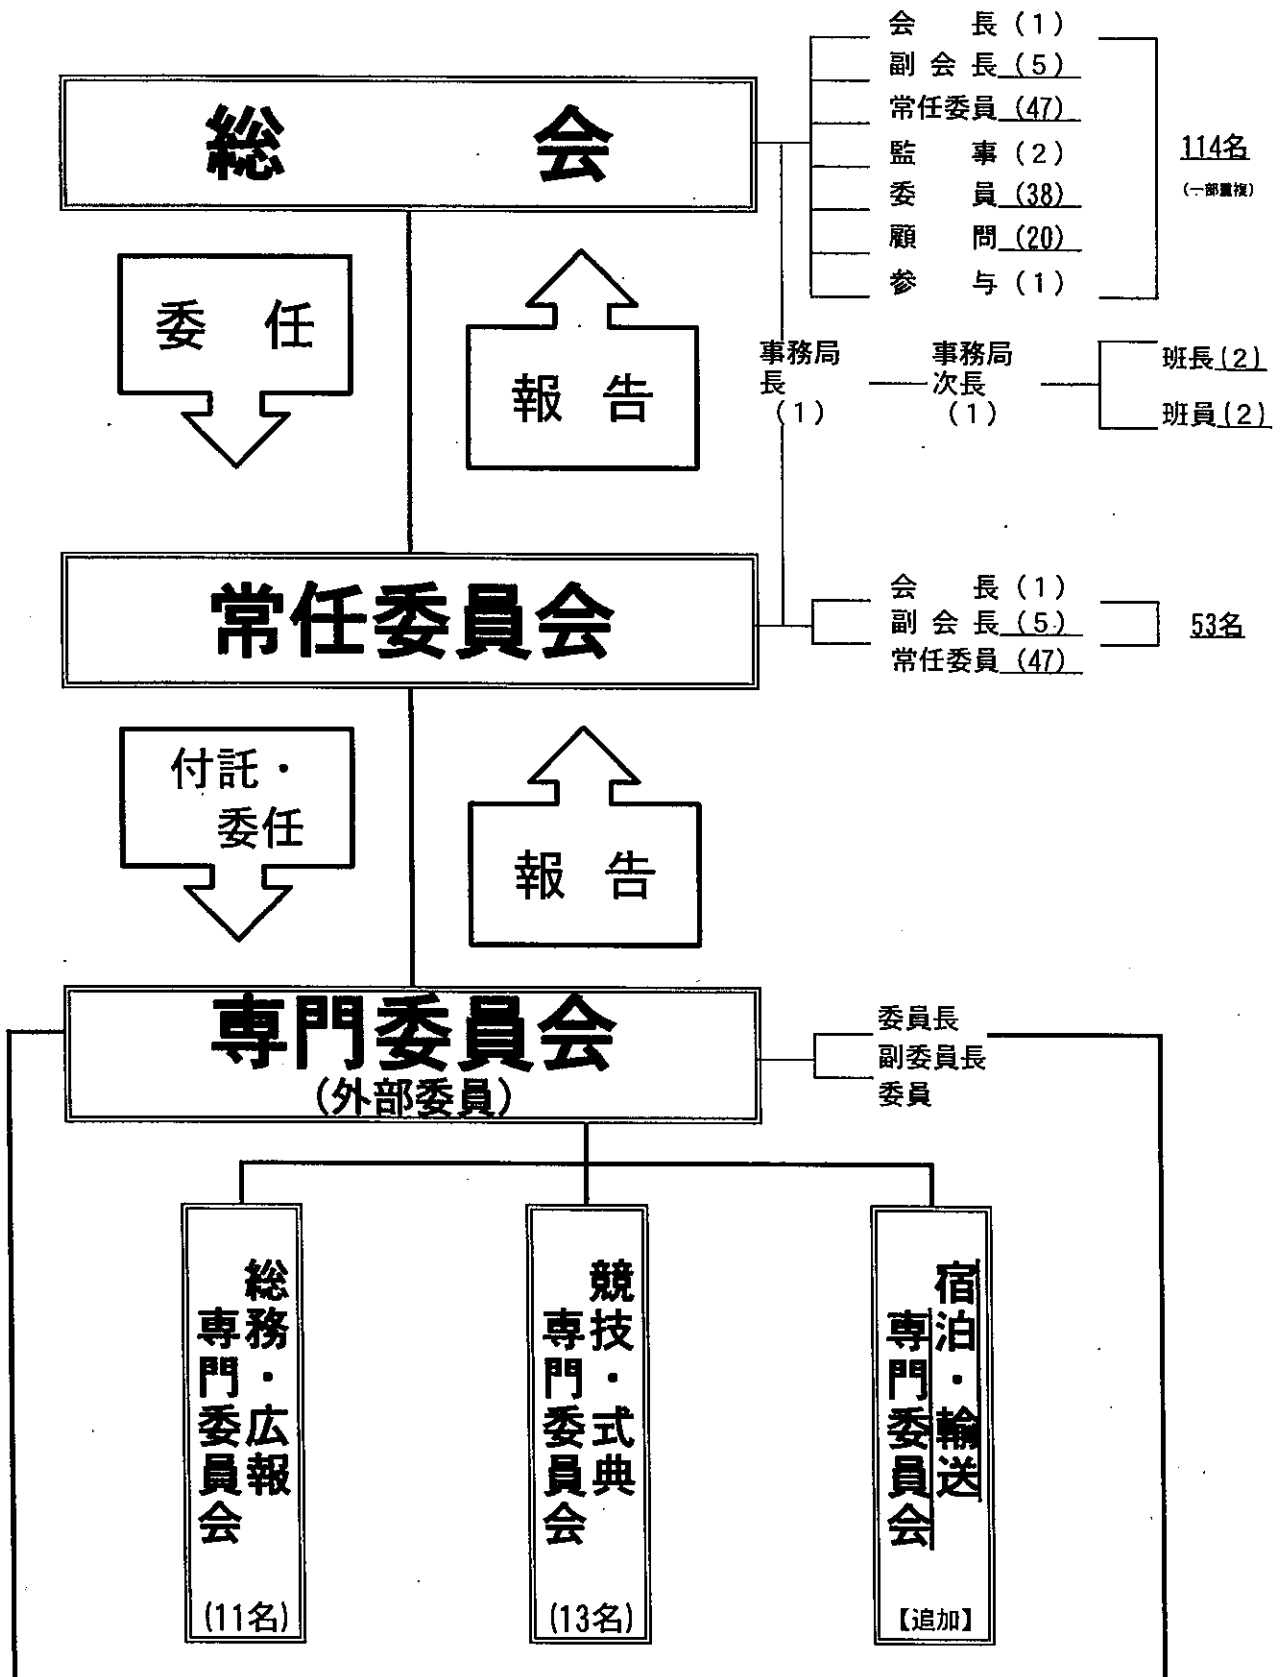 会　　長（1）
副 会 長（5）
常任委員（47）
監　　事（2）
委　　員（38）
顧　　問（20）
参　　与（1）
114名
（一部重複）
総　　会
委　任
報　告
事務局
長
（1）
事務局
次長
（1）
班長（2）
班員（2）
常任委員会
会　　長（1）
副 会 長（5）
常任委員（47）
53名
付託・
委任
報　告
専門委員会
（外部委員）
委員長
副委員長
委員
総務・広報
専門委員会
（11名）
競技・式典
専門委員会
（13名）
宿泊・輸送
専門委員会
【追加】